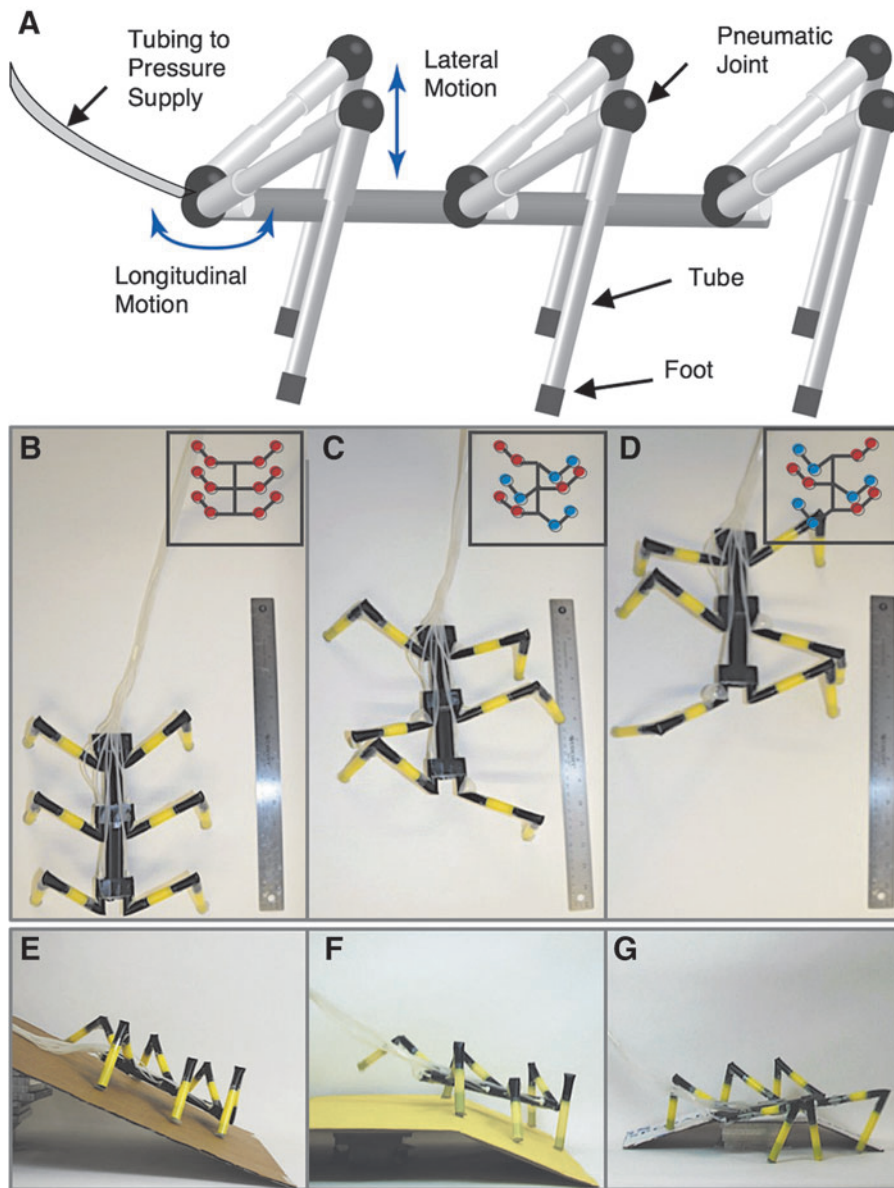 A
Tubing to
Pressure
Supply
Lateral
Motion
Pneumatic
Joint
Longitudinal
Motion
Tube
Foot
B
C
D
E
F
G